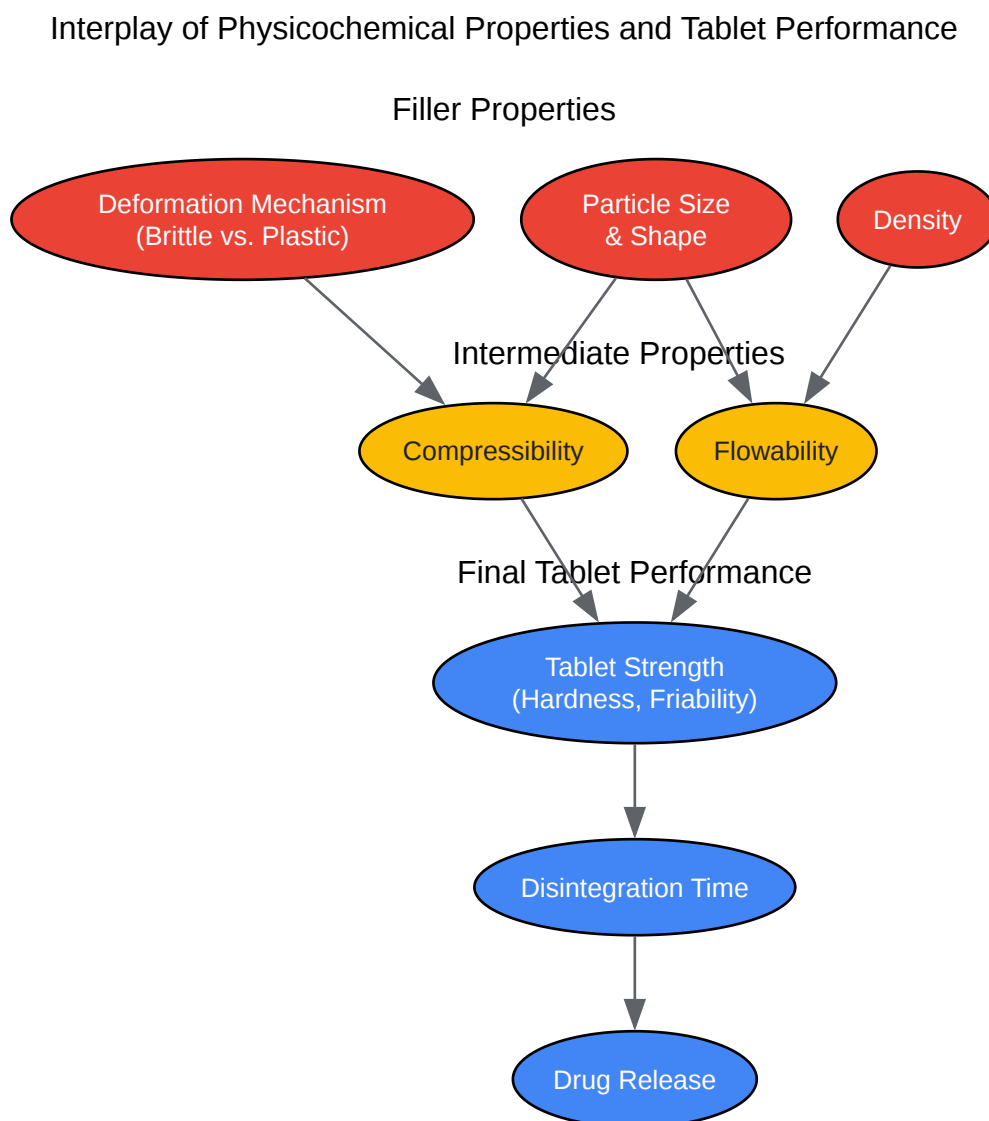 Interplay of Physicochemical Properties and Tablet Performance
Filler Properties
Deformation Mechanism
(Brittle vs. Plastic)
Particle Size
& Shape
Density
Intermediate Properties
Compressibility
Flowability
Final Tablet Performance
Tablet Strength
(Hardness, Friability)
Disintegration Time
Drug Release